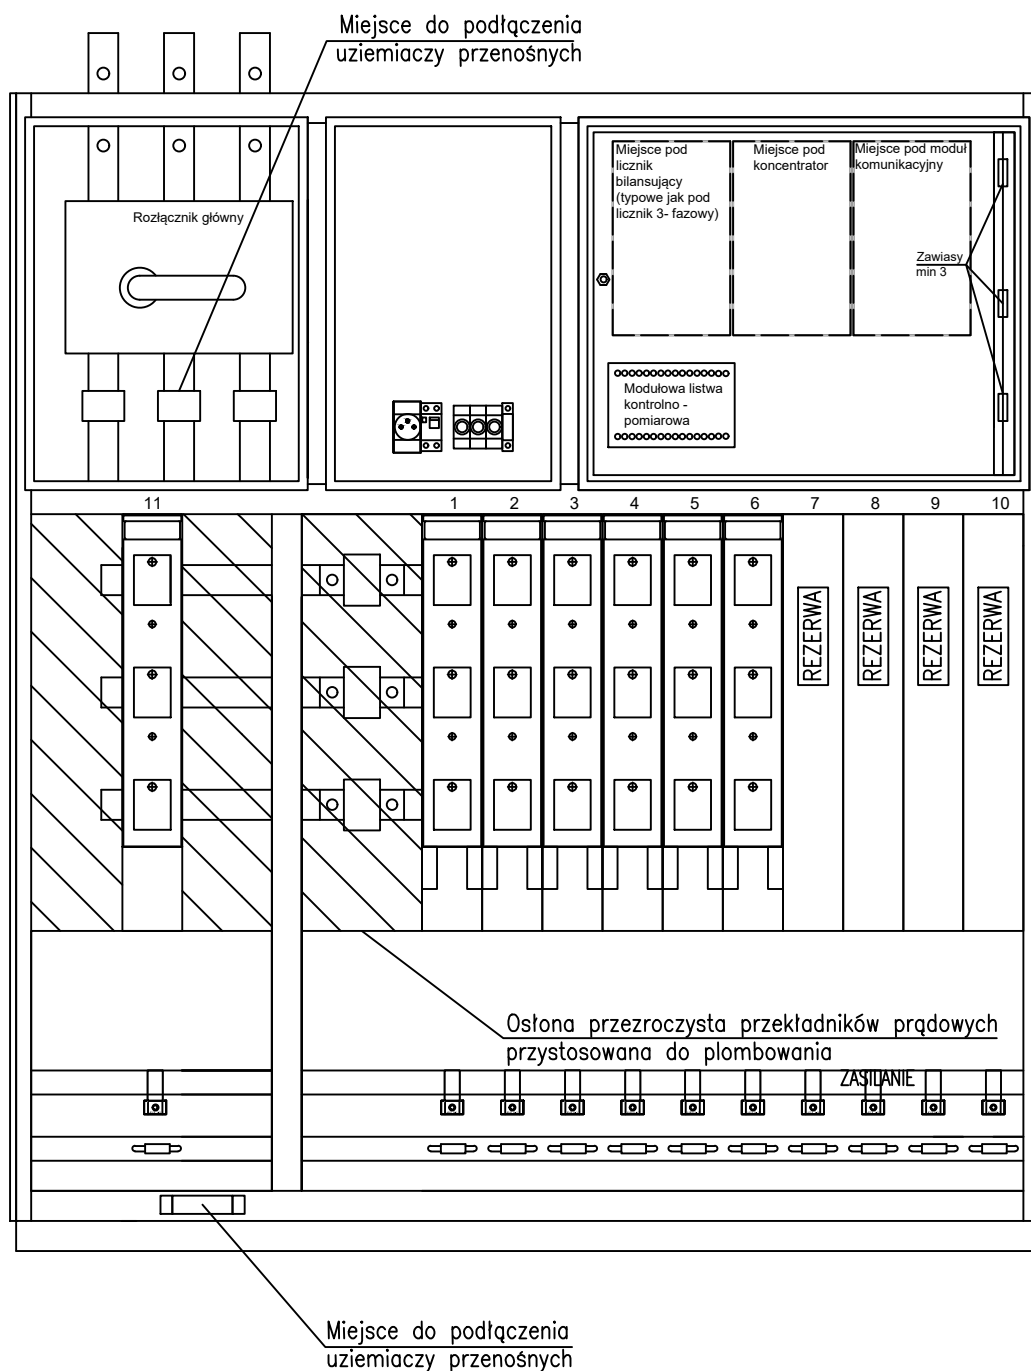 Miejsce do podłączenia
uziemiaczy przenośnych
Rozłącznik główny
Miejsce pod
licznik
bilansujący
(typowe jak pod
licznik 3- fazowy)
Miejsce pod
koncentrator
Miejsce pod moduł
komunikacyjny
Zawiasy
min 3
Modułowa listwa
kontrolno -
pomiarowa
11 1 2 3 4 5 6 7 8 9 10
REZERWA
REZERWA
REZERWA
REZERWA
Osłona przezroczysta przekładników prądowych
przystosowana do plombowania
ZASILANIE
Miejsce do podłączenia
uziemiaczy przenośnych